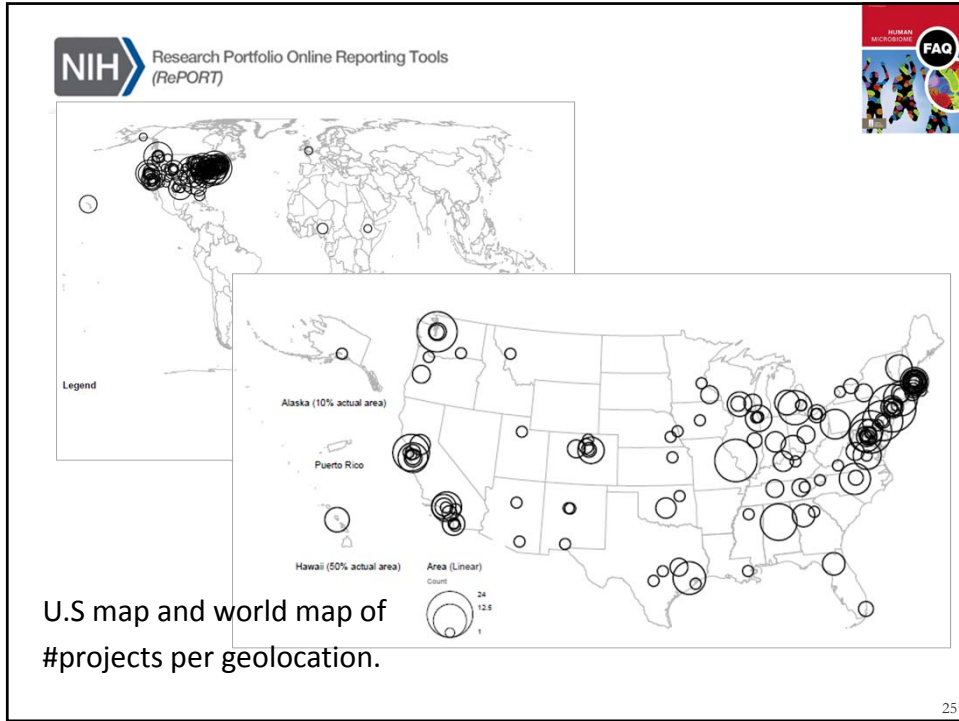 NIH
Research Portfolio Online Reporting Tools
(RePORT)
HUMAN
MICROBIOME
FAQ
Legend
Alaska (10% actual area)
Puerto Rico
Hawaii (50% actual area)
Area (Linear)
Count
24
12.5
1
U.S map and world map of
#projects per geolocation.
25